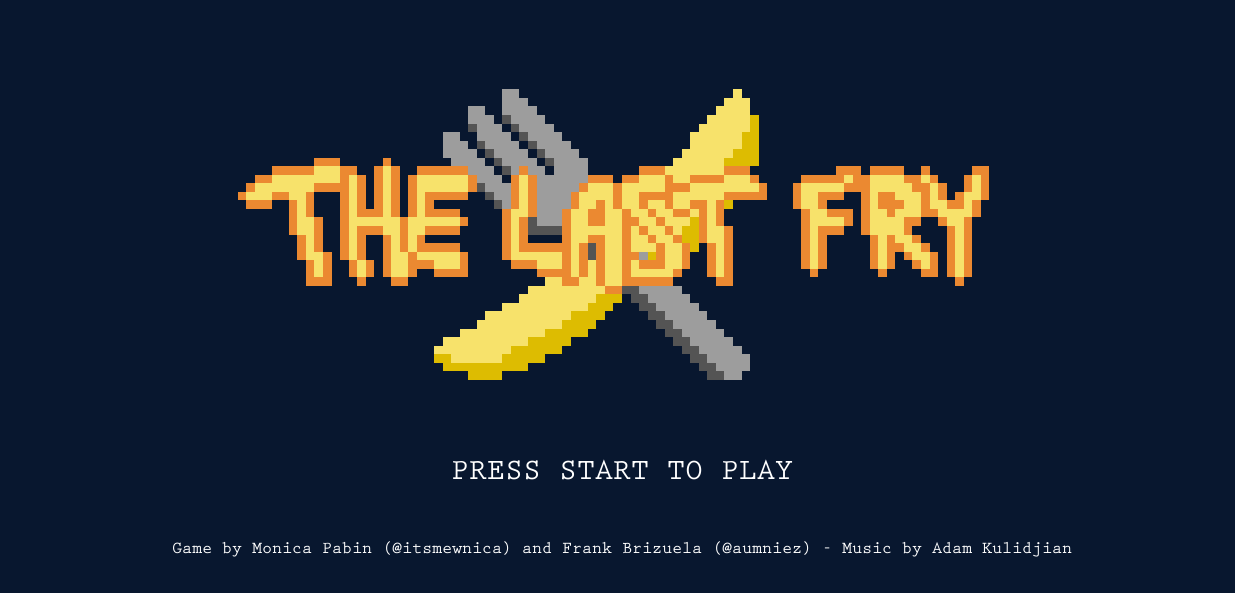 THE LAST FRY
PRESS START TO PLAY
Game by Monica Pabin (@itsmewnica) and Frank Brizuela (@aumniez) - Music by Adam Kulidjian